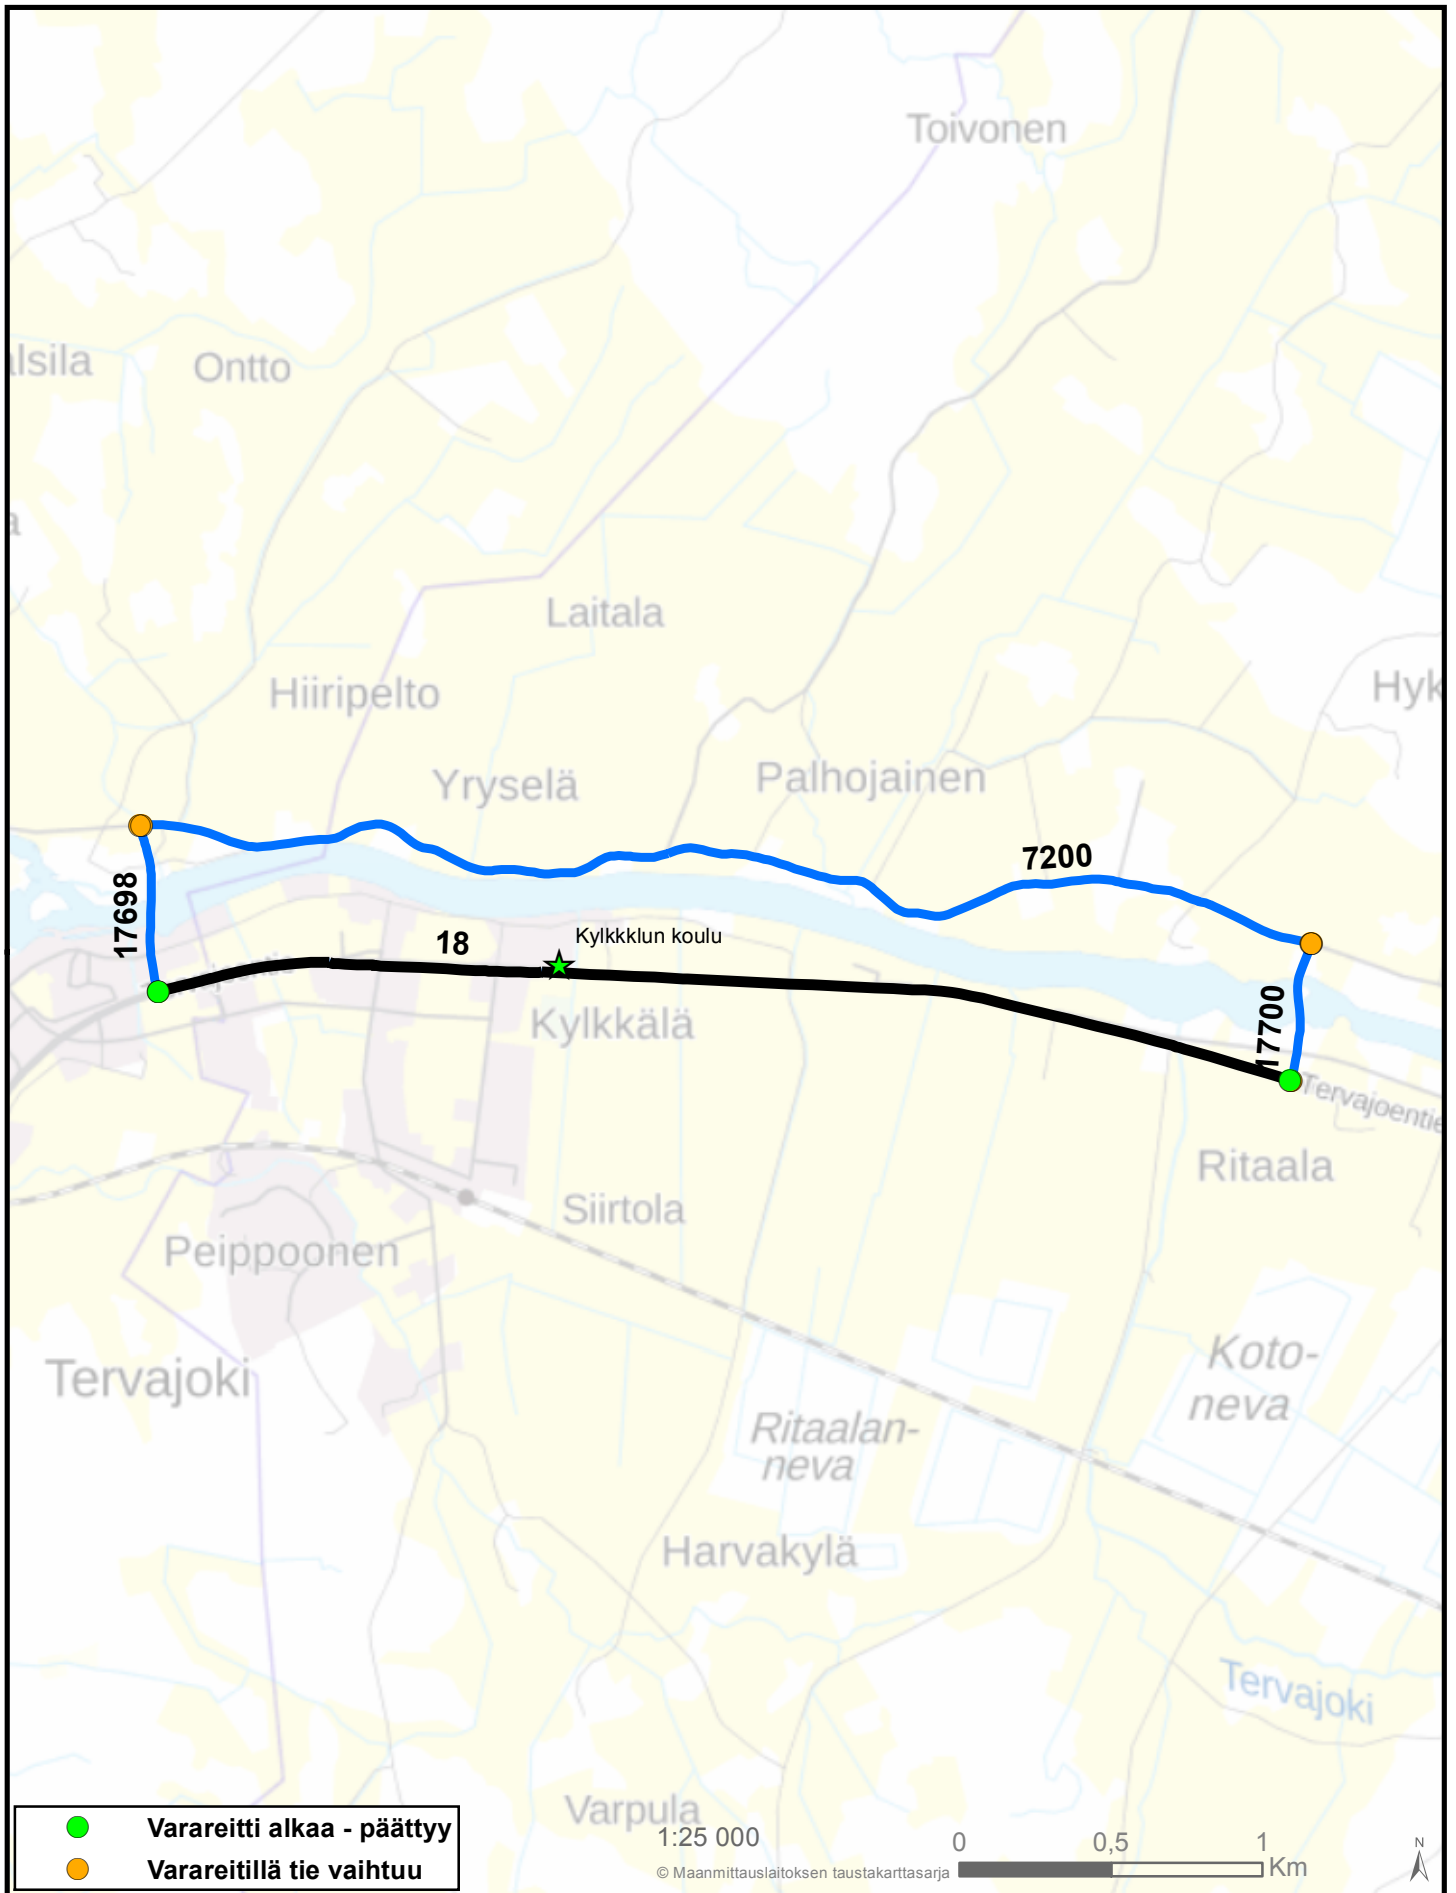 Toivonen
lsila
Ontto
a
Laitala
Hiiripelto
Hyk
Yryselä
Palhojainen
7200
17698
18
Kylkkklun koulu
Kylkkälä
17700
Tervajoentie
Ritaala
Siirtola
Peippoonen
Tervajoki
Koto-
neva
Ritaalan-
neva
Harvakylä
Tervajoki
Varpula
Varareitti alkaa - päättyy
Varareitillä tie vaihtuu
1:25 000
© Maanmittauslaitoksen taustakarttasarja
0 0,5 1
Km
N